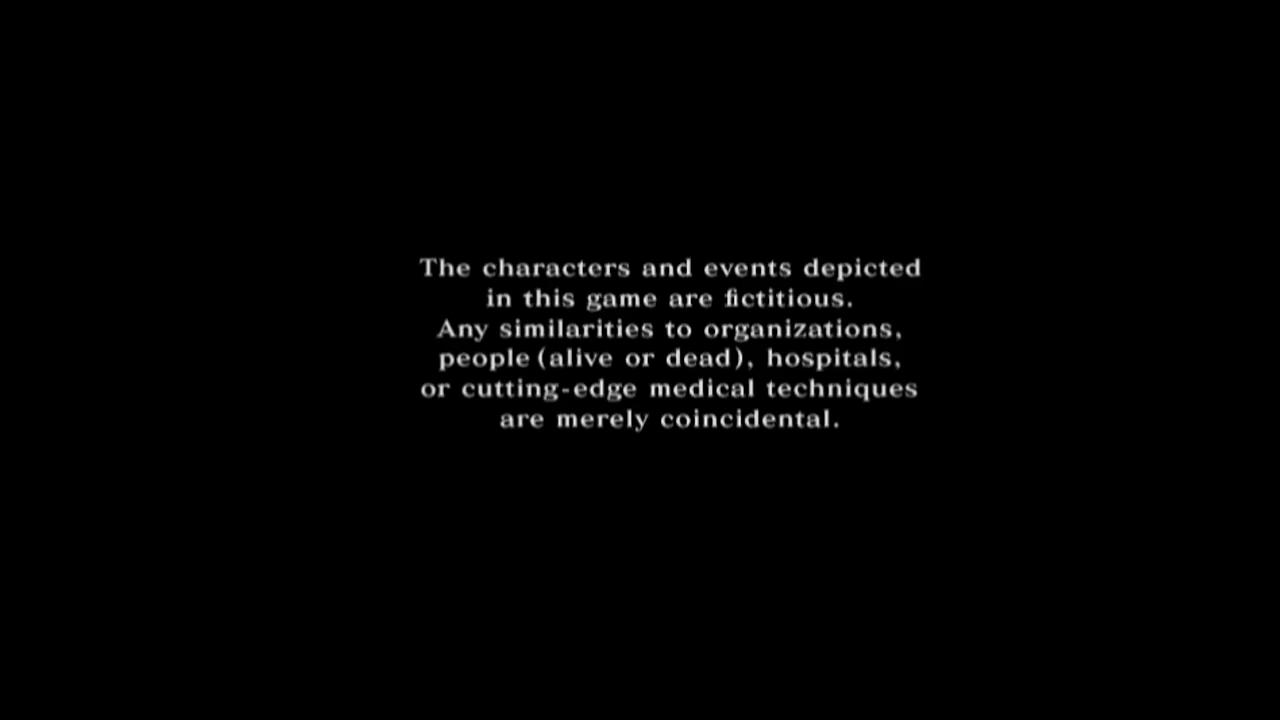 The characters and events depicted
in this game are fictitious.
Any similarities to organizations,
people (alive or dead), hospitals,
or cutting-edge medical techniques
are merely coincidental.